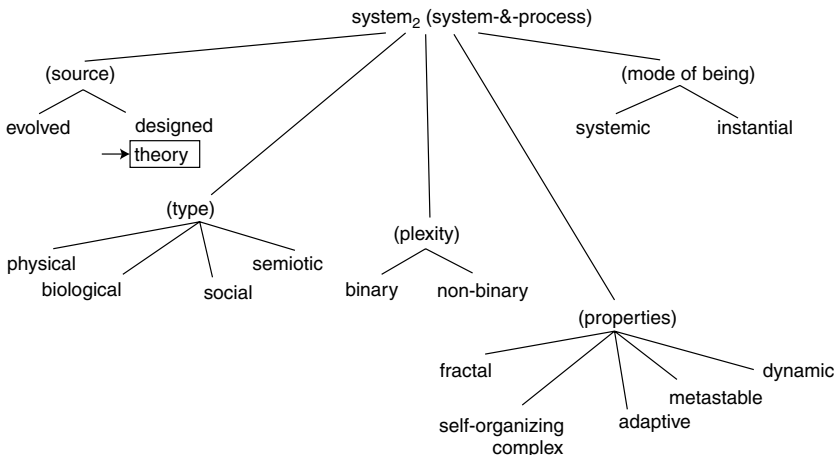 system₂ (system-&-process)
(source)
(mode of being)
evolved
designed
systemic
instantial
theory
(type)
(plexity)
physical
biological
social
semiotic
binary
non-binary
(properties)
fractal
dynamic
metastable
adaptive
self-organizing
complex